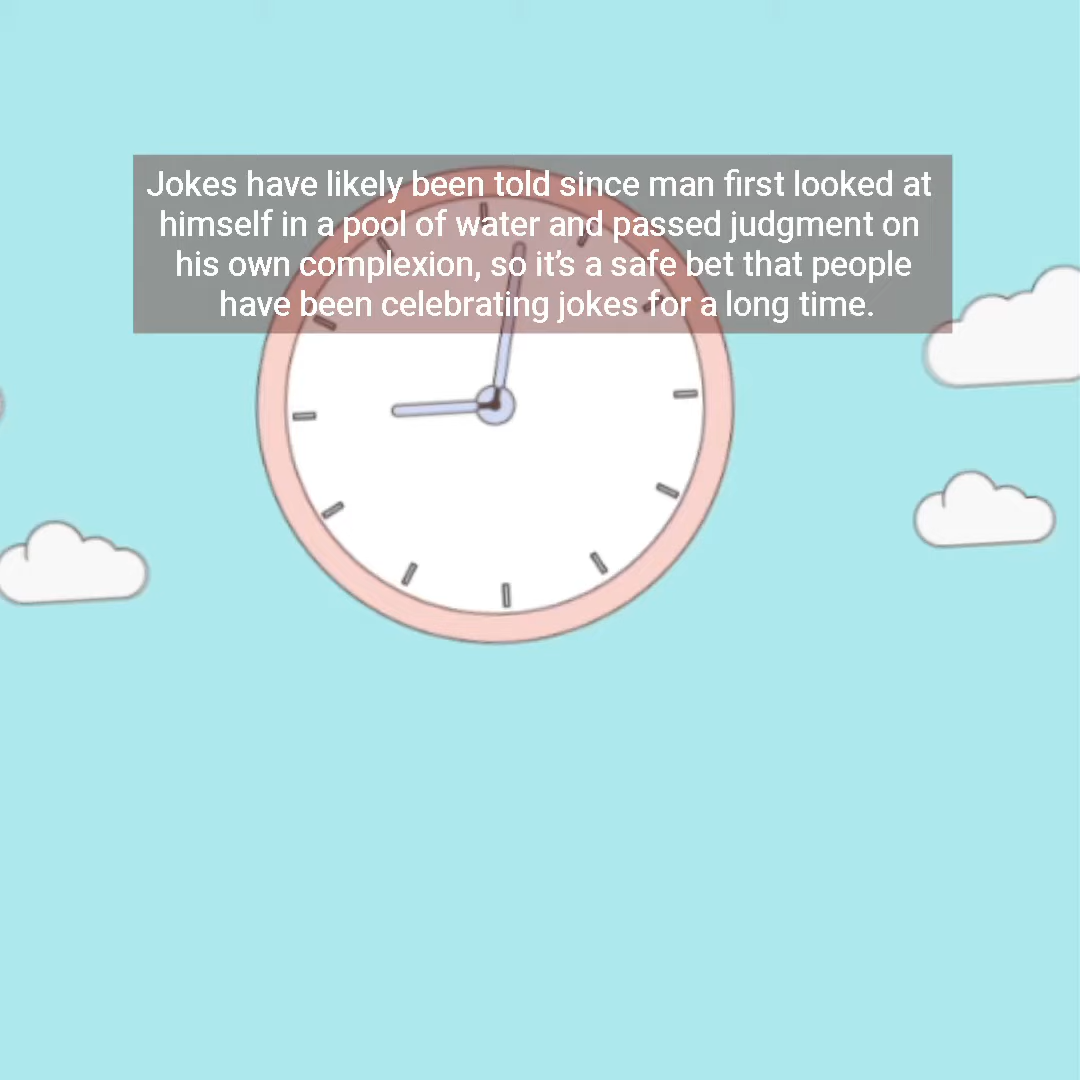 Jokes have likely been told since man first looked at
himself in a pool of water and passed judgment on
his own complexion, so it’s a safe bet that people
have been celebrating jokes for a long time.